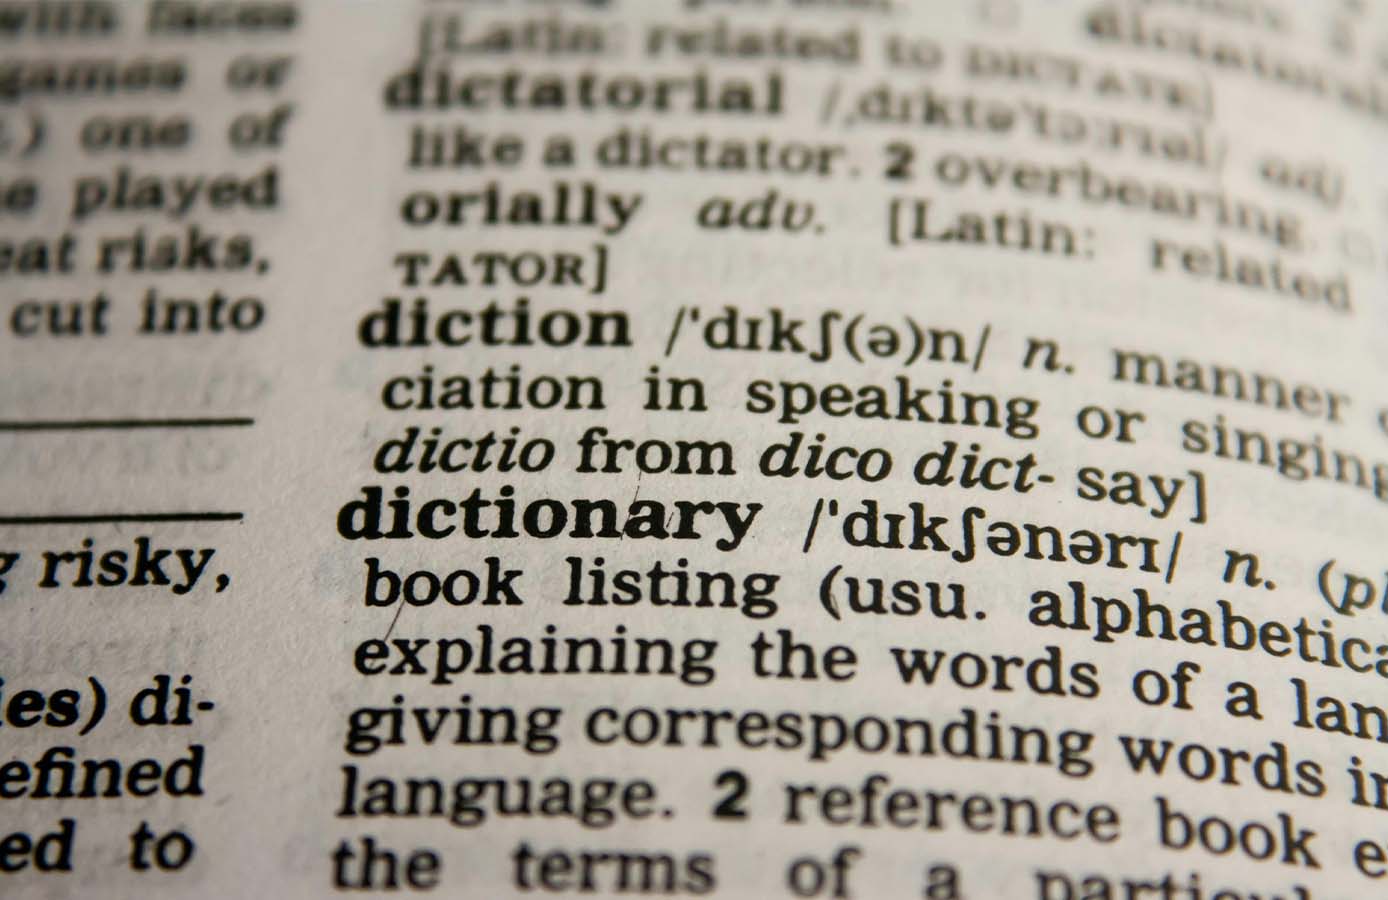 with faces
games or
.) one of
e played
eat risks,
cut into
g risky,
ies) di-
efined
ed to
[Latin: related to DICTATE]
dictatorial /ˌdɪktəˈtɔːrɪəl/ adj.
like a dictator. 2 overbearing.
orially adv. [Latin: related
TATOR]
diction /ˈdɪkʃ(ə)n/ n. manner
ciation in speaking or singing
dictio from dico dict- say]
dictionary /ˈdɪkʃənərɪ/ n. (pl
book listing (usu. alphabetica
explaining the words of a lan
giving corresponding words in
language. 2 reference book e
the terms of a particul